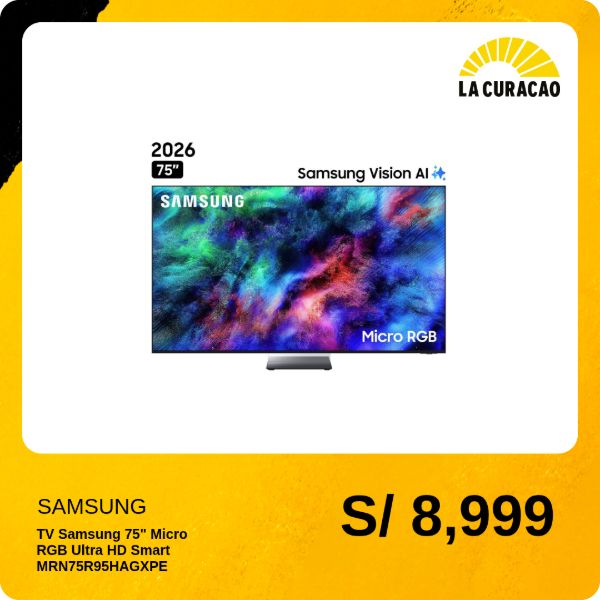 LA CURACAO
2026
75"
Samsung Vision AI
SAMSUNG
Micro RGB
SAMSUNG
S/ 8,999
TV Samsung 75" Micro
RGB Ultra HD Smart
MRN75R95HAGXPE